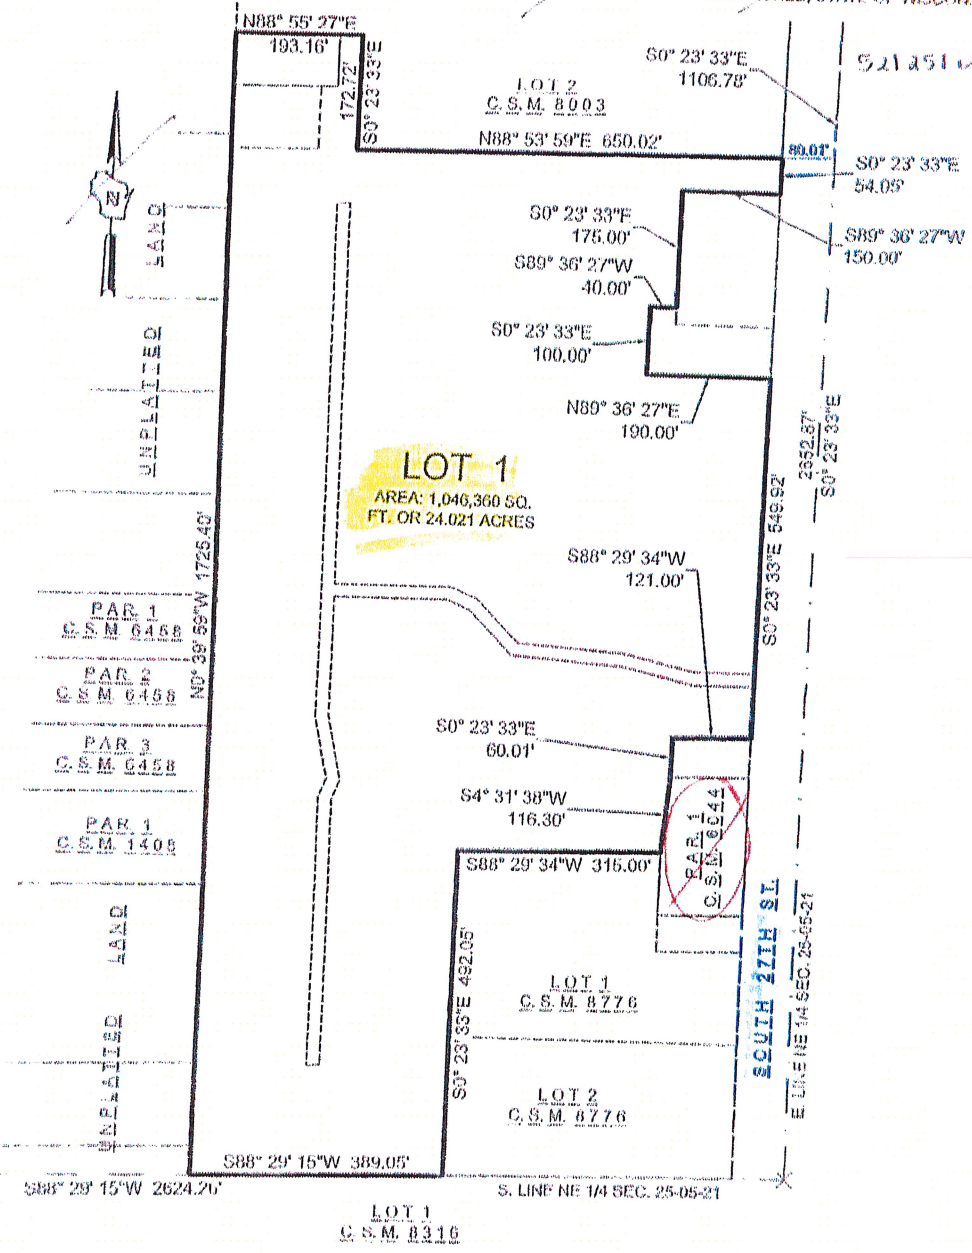 N88° 55' 27"E
193.16'
172.72'
S0° 23' 33"E
LOT 2
C.S.M. 8003
N88° 53' 59"E 650.02'
S0° 23' 33"E
1106.78'
80.01'
S0° 23' 33"E
54.05'
S89° 36' 27"W
150.00'
S0° 23' 33"E
175.00'
S89° 36' 27"W
40.00'
S0° 23' 33"E
100.00'
N89° 36' 27"E
190.00'
N
UNPLATTED LAND
LOT 1
AREA: 1,046,360 SQ.
FT. OR 24.021 ACRES
2652.87'
S0° 23' 33"E
S0° 23' 33"E 549.92'
S88° 29' 34"W
121.00'
N0° 39' 59"W 1725.40'
PAR. 1
C.S.M. 6458
PAR. 2
C.S.M. 6458
PAR. 3
C.S.M. 6458
PAR. 1
C.S.M. 1408
S0° 23' 33"E
60.01'
S4° 31' 38"W
116.30'
S88° 29' 34"W 316.00'
PAR. 1
C.S.M. 6044
SOUTH 27TH ST.
E. LINE NE 1/4 SEC. 25-05-21
S0° 23' 33"E 492.05'
LOT 1
C.S.M. 8776
LOT 2
C.S.M. 8776
UNPLATTED LAND
S88° 29' 15"W 389.05'
S88° 29' 15"W 2624.26'
S. LINE NE 1/4 SEC. 25-05-21
LOT 1
C.S.M. 8316